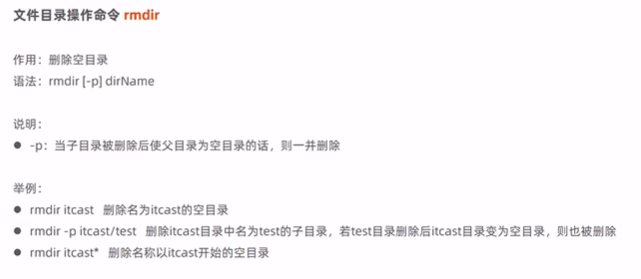 文件目录操作命令 rmdir
作用：删除空目录
语法：rmdir [-p] dirName
说明：
● -p：当子目录被删除后使父目录为空目录的话，则一并删除
举例：
● rmdir itcast 删除名为itcast的空目录
● rmdir -p itcast/test 删除itcast目录中名为test的子目录，若test目录删除后itcast目录变为空目录，则也被删除
● rmdir itcast* 删除名称以itcast开始的空目录